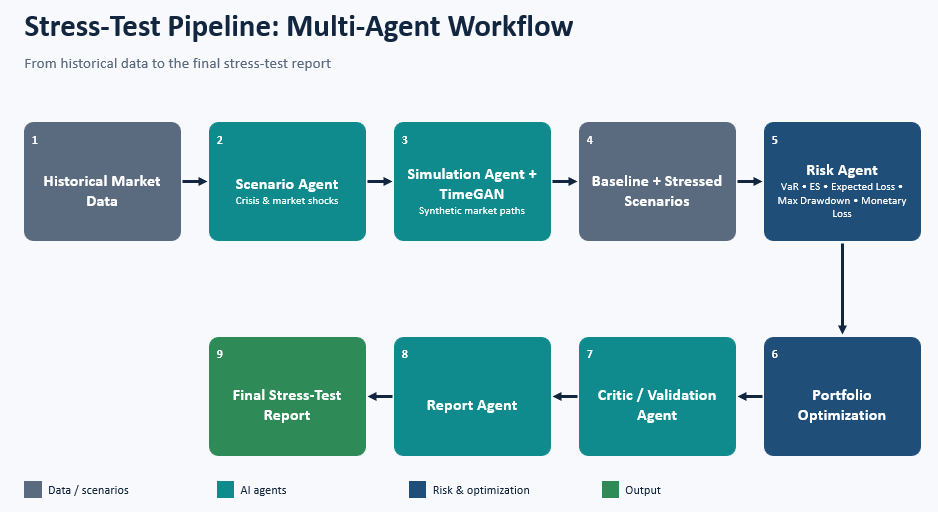 Stress-Test Pipeline: Multi-Agent Workflow
From historical data to the final stress-test report
1
Historical Market
Data
2
Scenario Agent
Crisis & market shocks
3
Simulation Agent +
TimeGAN
Synthetic market paths
4
Baseline + Stressed
Scenarios
5
Risk Agent
VaR • ES • Expected Loss •
Max Drawdown • Monetary
Loss
6
Portfolio
Optimization
7
Critic / Validation
Agent
8
Report Agent
9
Final Stress-Test
Report
Data / scenarios
AI agents
Risk & optimization
Output